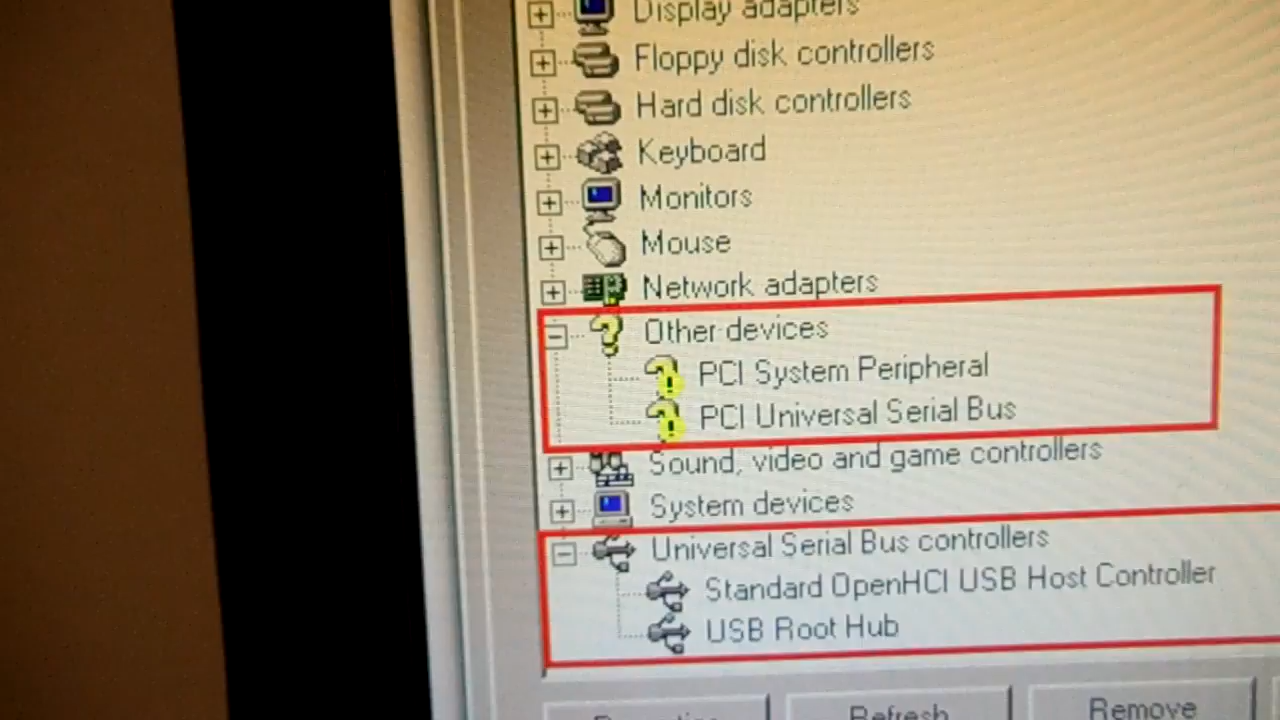 Display adapters
Floppy disk controllers
Hard disk controllers
Keyboard
Monitors
Mouse
Network adapters
Other devices
PCI System Peripheral
PCI Universal Serial Bus
Sound, video and game controllers
System devices
Universal Serial Bus controllers
Standard OpenHCI USB Host Controller
USB Root Hub
Refresh
Remove